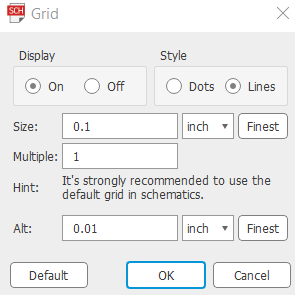 SCH Grid
Display Style
On Off Dots Lines
Size: 0.1 inch Finest
Multiple: 1
Hint: It's strongly recommended to use the
default grid in schematics.
Alt: 0.01 inch Finest
Default OK Cancel